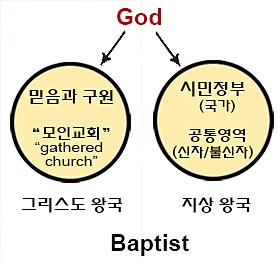 God
믿음과 구원
“모인교회”
“gathered
church”
시민정부
(국가)
공통영역
(신자/불신자)
그리스도 왕국
지상 왕국
Baptist